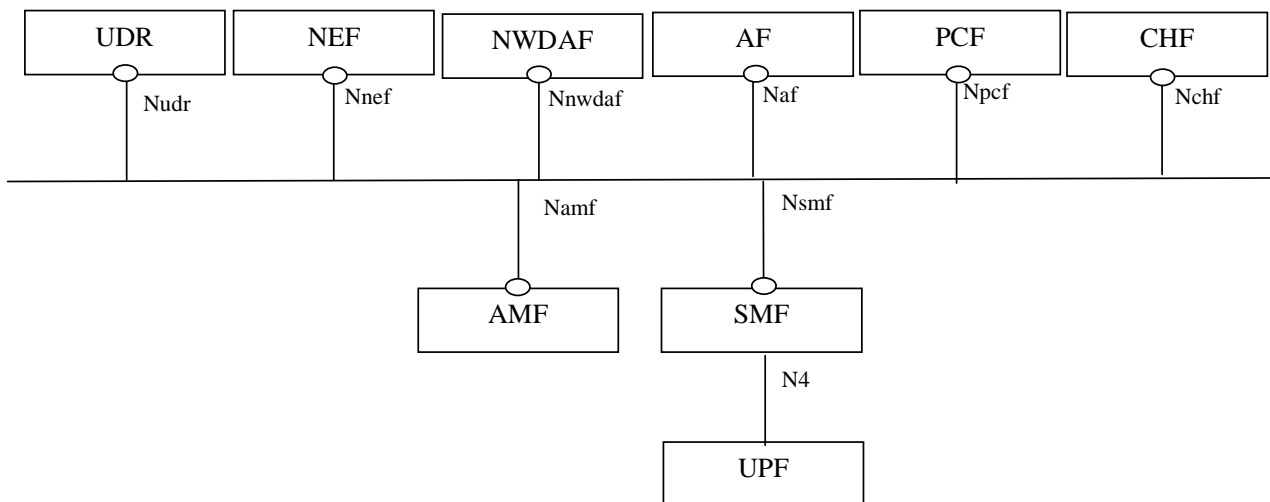 UDR NEF NWDAF AF PCF CHF
Nudr Nnef Nnwdaf Naf Npcf Nchf
Namf Nsmf
AMF SMF
N4
UPF